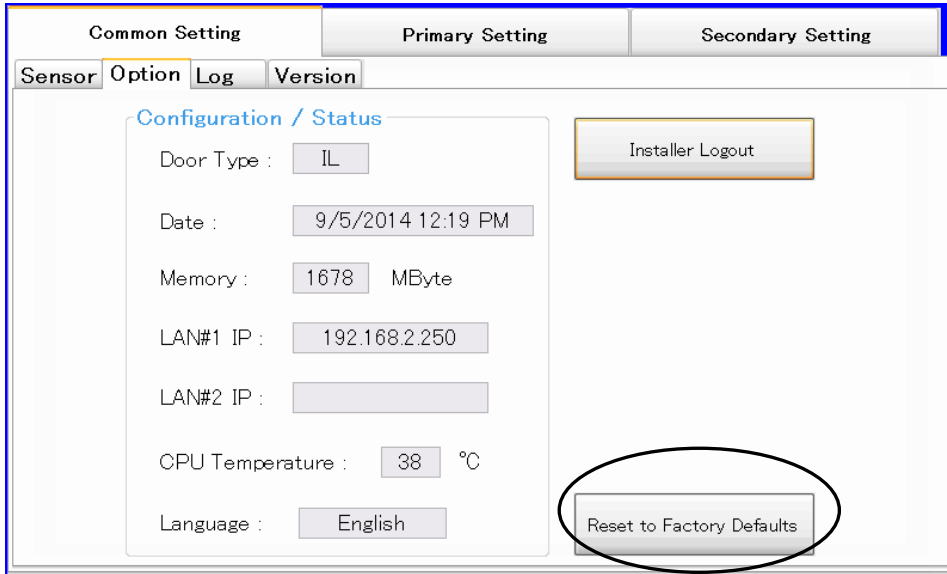 Common Setting Primary Setting Secondary Setting
Sensor Option Log Version
Configuration / Status
Installer Logout
Door Type : IL
Date : 9/5/2014 12:19 PM
Memory : 1678 MByte
LAN#1 IP : 192.168.2.250
LAN#2 IP :
CPU Temperature : 38 °C
Language : English
Reset to Factory Defaults